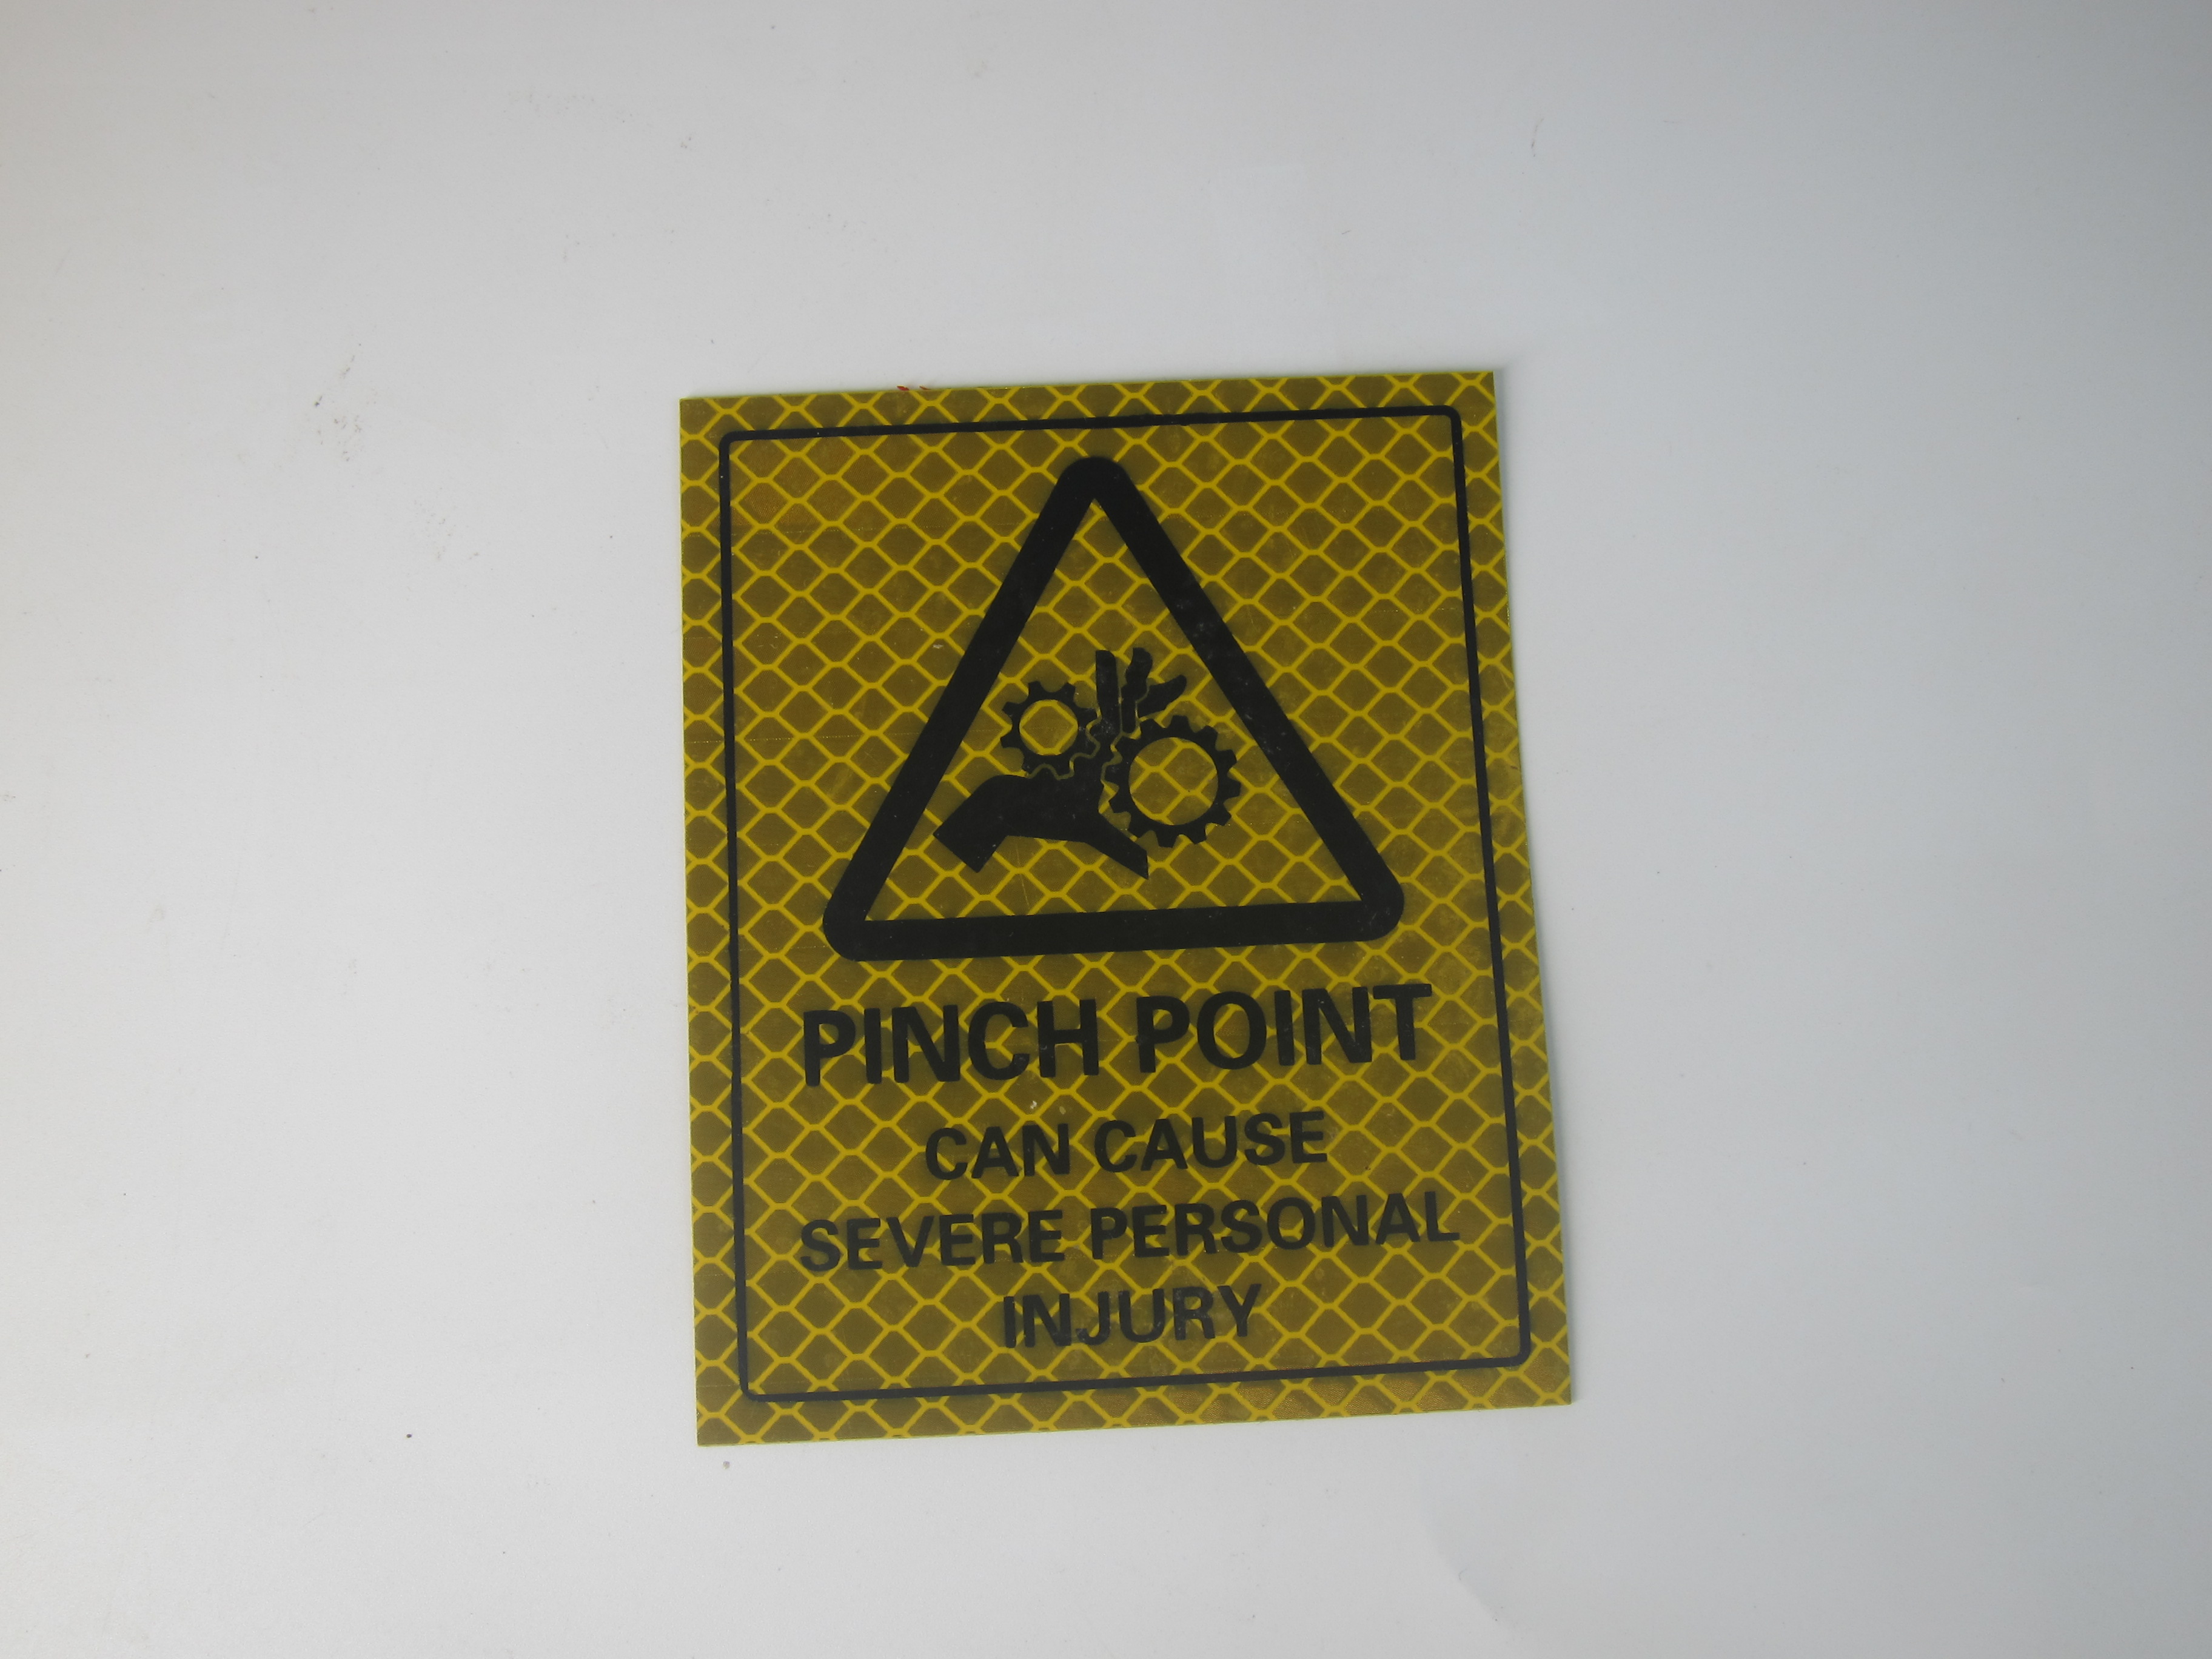 PINCH POINT
CAN CAUSE
SEVERE PERSONAL
INJURY